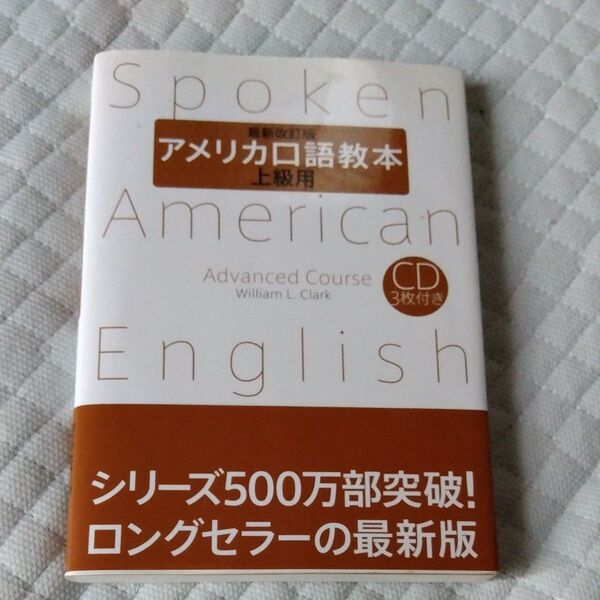 Spoken
最新改訂版
アメリカ口語教本
上級用
American
Advanced Course
William L. Clark
CD
3枚付き
English
シリーズ500万部突破!
ロングセラーの最新版